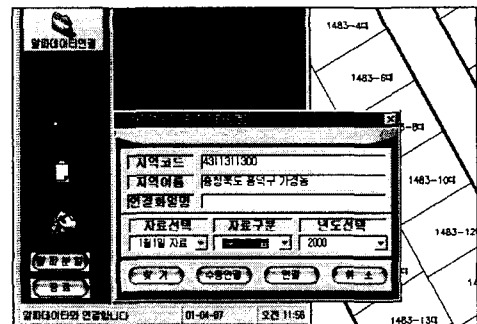 알파데이타연결
1483-4대
1483-6대
-8대
지역코드 4311311300
1483-10대
지역이름 충청북도 흥덕구 가경동
연결화일명
자료선택 자료구분 년도선택
1월1일 자료 2000
1483-12
찾 기 수동연결 연결 취 소
알파데이타와 연결합니다 01-04-07 오전 11:56
1483-13대